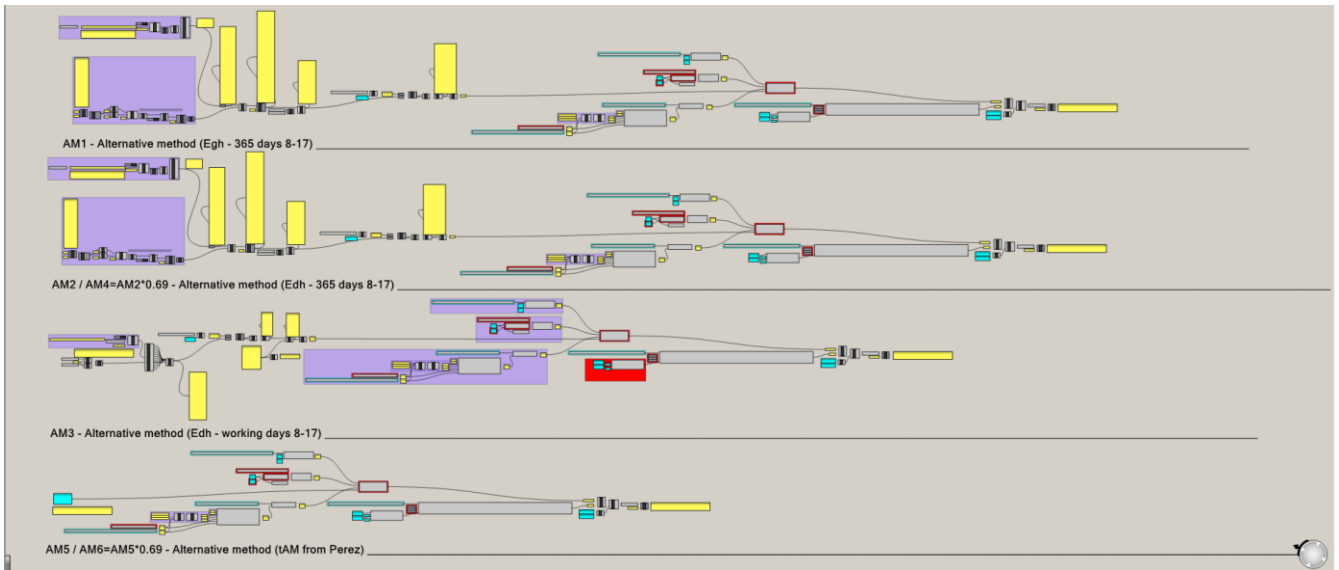 AM1 - Alternative method (Egh - 365 days 8-17)
AM2 / AM4=AM2*0.69 - Alternative method (Edh - 365 days 8-17)
AM3 - Alternative method (Edh - working days 8-17)
AM5 / AM6=AM5*0.69 - Alternative method (tAM from Perez)